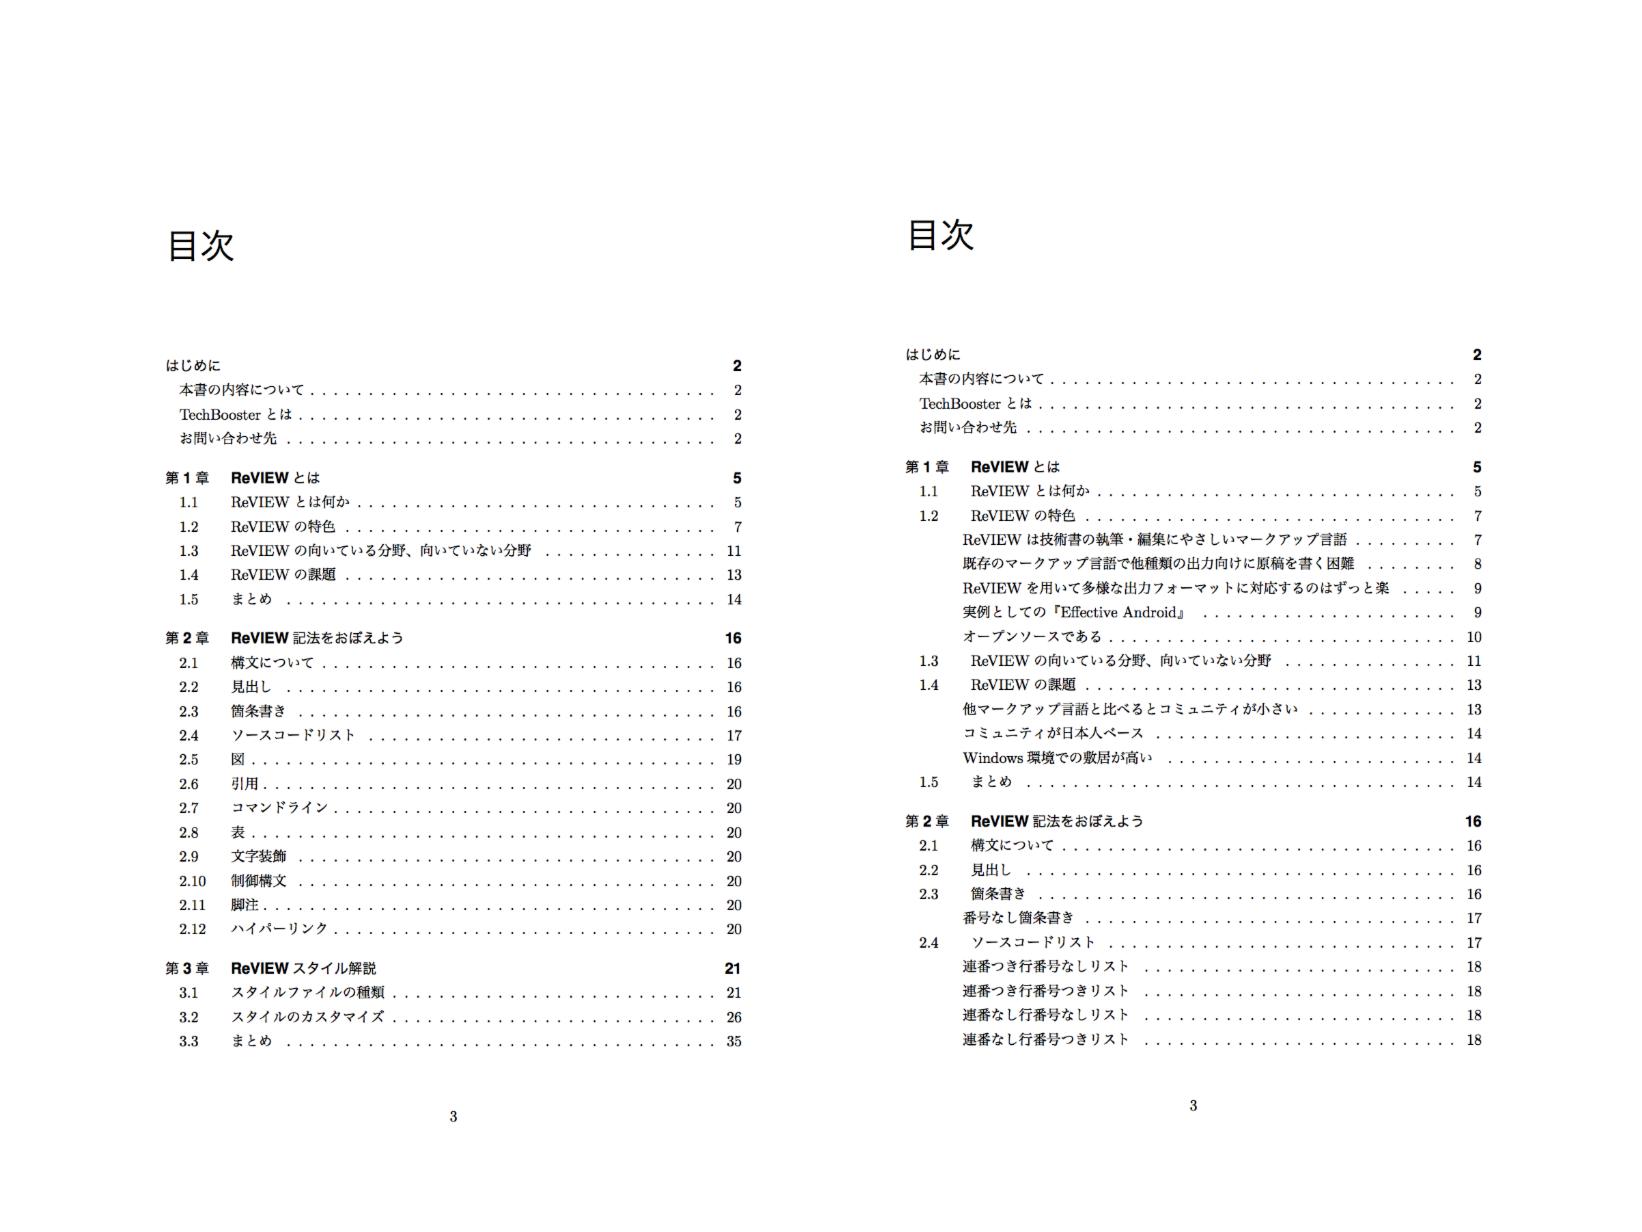 目次
はじめに 2
本書の内容について . . . . . . . . . . . . . . . . . . . . . . . . . . . . . . . . . . . 2
TechBooster とは . . . . . . . . . . . . . . . . . . . . . . . . . . . . . . . . . . . . 2
お問い合わせ先 . . . . . . . . . . . . . . . . . . . . . . . . . . . . . . . . . . . . . 2
第 1 章 ReVIEW とは 5
1.1 ReVIEW とは何か . . . . . . . . . . . . . . . . . . . . . . . . . . . . . . . 5
1.2 ReVIEW の特色 . . . . . . . . . . . . . . . . . . . . . . . . . . . . . . . . 7
1.3 ReVIEW の向いている分野、向いていない分野 . . . . . . . . . . . . . . . 11
1.4 ReVIEW の課題 . . . . . . . . . . . . . . . . . . . . . . . . . . . . . . . . 13
1.5 まとめ . . . . . . . . . . . . . . . . . . . . . . . . . . . . . . . . . . . . . 14
第 2 章 ReVIEW 記法をおぼえよう 16
2.1 構文について . . . . . . . . . . . . . . . . . . . . . . . . . . . . . . . . . . 16
2.2 見出し . . . . . . . . . . . . . . . . . . . . . . . . . . . . . . . . . . . . . 16
2.3 箇条書き . . . . . . . . . . . . . . . . . . . . . . . . . . . . . . . . . . . . 16
2.4 ソースコードリスト . . . . . . . . . . . . . . . . . . . . . . . . . . . . . . 17
2.5 図 . . . . . . . . . . . . . . . . . . . . . . . . . . . . . . . . . . . . . . . . 19
2.6 引用 . . . . . . . . . . . . . . . . . . . . . . . . . . . . . . . . . . . . . . . 20
2.7 コマンドライン . . . . . . . . . . . . . . . . . . . . . . . . . . . . . . . . . 20
2.8 表 . . . . . . . . . . . . . . . . . . . . . . . . . . . . . . . . . . . . . . . . 20
2.9 文字装飾 . . . . . . . . . . . . . . . . . . . . . . . . . . . . . . . . . . . . 20
2.10 制御構文 . . . . . . . . . . . . . . . . . . . . . . . . . . . . . . . . . . . . 20
2.11 脚注 . . . . . . . . . . . . . . . . . . . . . . . . . . . . . . . . . . . . . . . 20
2.12 ハイパーリンク . . . . . . . . . . . . . . . . . . . . . . . . . . . . . . . . . 20
第 3 章 ReVIEW スタイル解説 21
3.1 スタイルファイルの種類 . . . . . . . . . . . . . . . . . . . . . . . . . . . . 21
3.2 スタイルのカスタマイズ . . . . . . . . . . . . . . . . . . . . . . . . . . . . 26
3.3 まとめ . . . . . . . . . . . . . . . . . . . . . . . . . . . . . . . . . . . . . 35
3
目次
はじめに 2
本書の内容について . . . . . . . . . . . . . . . . . . . . . . . . . . . . . . . . . . . 2
TechBooster とは . . . . . . . . . . . . . . . . . . . . . . . . . . . . . . . . . . . . 2
お問い合わせ先 . . . . . . . . . . . . . . . . . . . . . . . . . . . . . . . . . . . . . 2
第 1 章 ReVIEW とは 5
1.1 ReVIEW とは何か . . . . . . . . . . . . . . . . . . . . . . . . . . . . . . . 5
1.2 ReVIEW の特色 . . . . . . . . . . . . . . . . . . . . . . . . . . . . . . . . 7
ReVIEW は技術書の執筆・編集にやさしいマークアップ言語 . . . . . . . . . 7
既存のマークアップ言語で他種類の出力向けに原稿を書く困難 . . . . . . . . 8
ReVIEW を用いて多様な出力フォーマットに対応するのはずっと楽 . . . . . 9
実例としての『Effective Android』 . . . . . . . . . . . . . . . . . . . . . . 9
オープンソースである . . . . . . . . . . . . . . . . . . . . . . . . . . . . . . 10
1.3 ReVIEW の向いている分野、向いていない分野 . . . . . . . . . . . . . . . 11
1.4 ReVIEW の課題 . . . . . . . . . . . . . . . . . . . . . . . . . . . . . . . . 13
他マークアップ言語と比べるとコミュニティが小さい . . . . . . . . . . . . . 13
コミュニティが日本人ベース . . . . . . . . . . . . . . . . . . . . . . . . . . 14
Windows 環境での敷居が高い . . . . . . . . . . . . . . . . . . . . . . . . . 14
1.5 まとめ . . . . . . . . . . . . . . . . . . . . . . . . . . . . . . . . . . . . . 14
第 2 章 ReVIEW 記法をおぼえよう 16
2.1 構文について . . . . . . . . . . . . . . . . . . . . . . . . . . . . . . . . . . 16
2.2 見出し . . . . . . . . . . . . . . . . . . . . . . . . . . . . . . . . . . . . . 16
2.3 箇条書き . . . . . . . . . . . . . . . . . . . . . . . . . . . . . . . . . . . . 16
番号なし箇条書き . . . . . . . . . . . . . . . . . . . . . . . . . . . . . . . . 17
2.4 ソースコードリスト . . . . . . . . . . . . . . . . . . . . . . . . . . . . . . 17
連番つき行番号なしリスト . . . . . . . . . . . . . . . . . . . . . . . . . . . 18
連番つき行番号つきリスト . . . . . . . . . . . . . . . . . . . . . . . . . . . 18
連番なし行番号なしリスト . . . . . . . . . . . . . . . . . . . . . . . . . . . 18
連番なし行番号つきリスト . . . . . . . . . . . . . . . . . . . . . . . . . . . 18
3